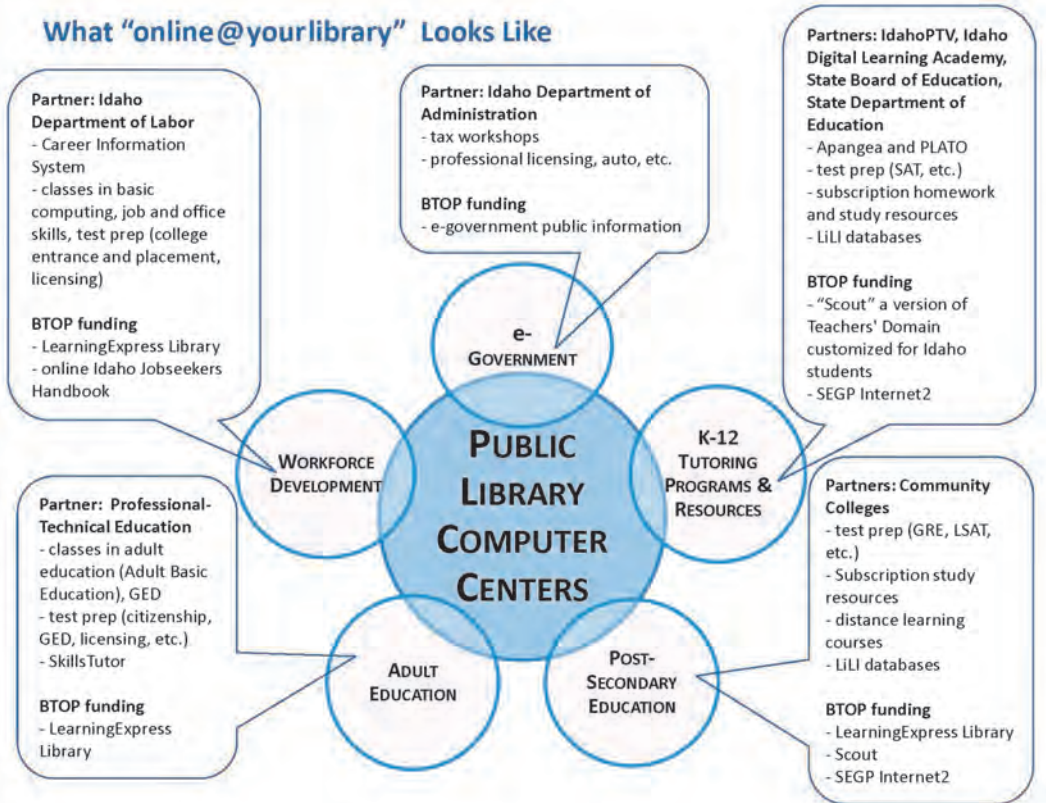 What “online@yourlibrary” Looks Like
Partner: Idaho
Department of Labor
- Career Information
System
- classes in basic
computing, job and office
skills, test prep (college
entrance and placement,
licensing)
BTOP funding
- LearningExpress Library
- online Idaho Jobseekers
Handbook
Partner: Idaho Department of
Administration
- tax workshops
- professional licensing, auto, etc.
BTOP funding
- e-government public information
Partners: IdahoPTV, Idaho
Digital Learning Academy,
State Board of Education,
State Department of
Education
- Apangea and PLATO
- test prep (SAT, etc.)
- subscription homework
and study resources
- LiLI databases
BTOP funding
- “Scout” a version of
Teachers' Domain
customized for Idaho
students
- SEGP Internet2
e-
GOVERNMENT
WORKFORCE
DEVELOPMENT
PUBLIC
LIBRARY
COMPUTER
CENTERS
K-12
TUTORING
PROGRAMS &
RESOURCES
Partner: Professional-
Technical Education
- classes in adult
education (Adult Basic
Education), GED
- test prep (citizenship,
GED, licensing, etc.)
- SkillsTutor
BTOP funding
- LearningExpress
Library
ADULT
EDUCATION
POST-
SECONDARY
EDUCATION
Partners: Community
Colleges
- test prep (GRE, LSAT,
etc.)
- Subscription study
resources
- distance learning
courses
- LiLI databases
BTOP funding
- LearningExpress Library
- Scout
- SEGP Internet2